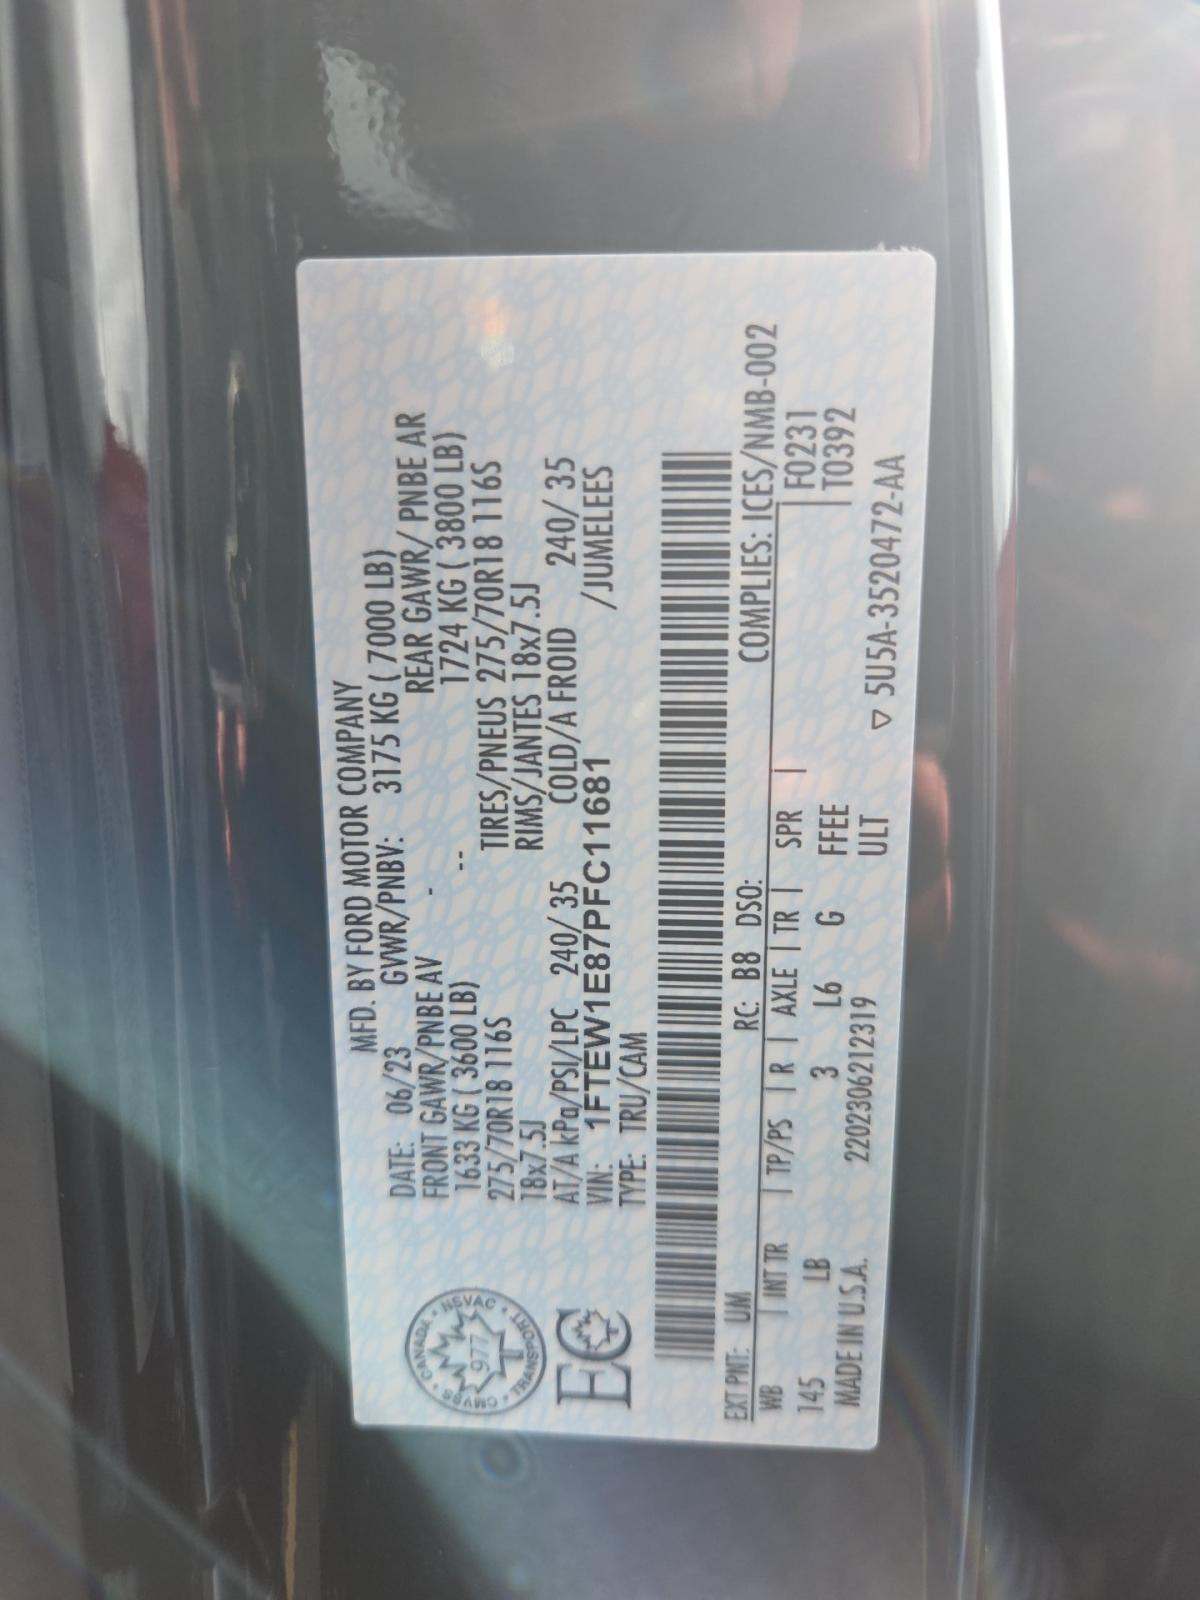 MFD. BY FORD MOTOR COMPANY
DATE: 06/23 GVWR/PNBV: 3175 KG ( 7000 LB)
FRONT GAWR/PNBE AV - REAR GAWR/ PNBE AR
1633 KG ( 3600 LB) -- 1724 KG ( 3800 LB)
275/70R18 116S TIRES/PNEUS 275/70R18 116S
18x7.5J RIMS/JANTES 18x7.5J
AT/A kPa/PSI/LPC 240/ 35 COLD/A FROID 240/ 35
VIN: 1FTEW1E87PFC11681 /JUMELEES
TYPE: TRU/CAM
CANADA • NSVAC • TRANSPORT • CMVSS •
977
T
EC
EXT PNT: UM RC: B8 DSO: COMPLIES: ICES/NMB-002
WB | INT TR | TP/PS | R | AXLE | TR | SPR | F0231
145 LB 3 L6 G FFEE | T0392
MADE IN U.S.A. 2202306212319 ULT
▽ 5U5A-3520472-AA